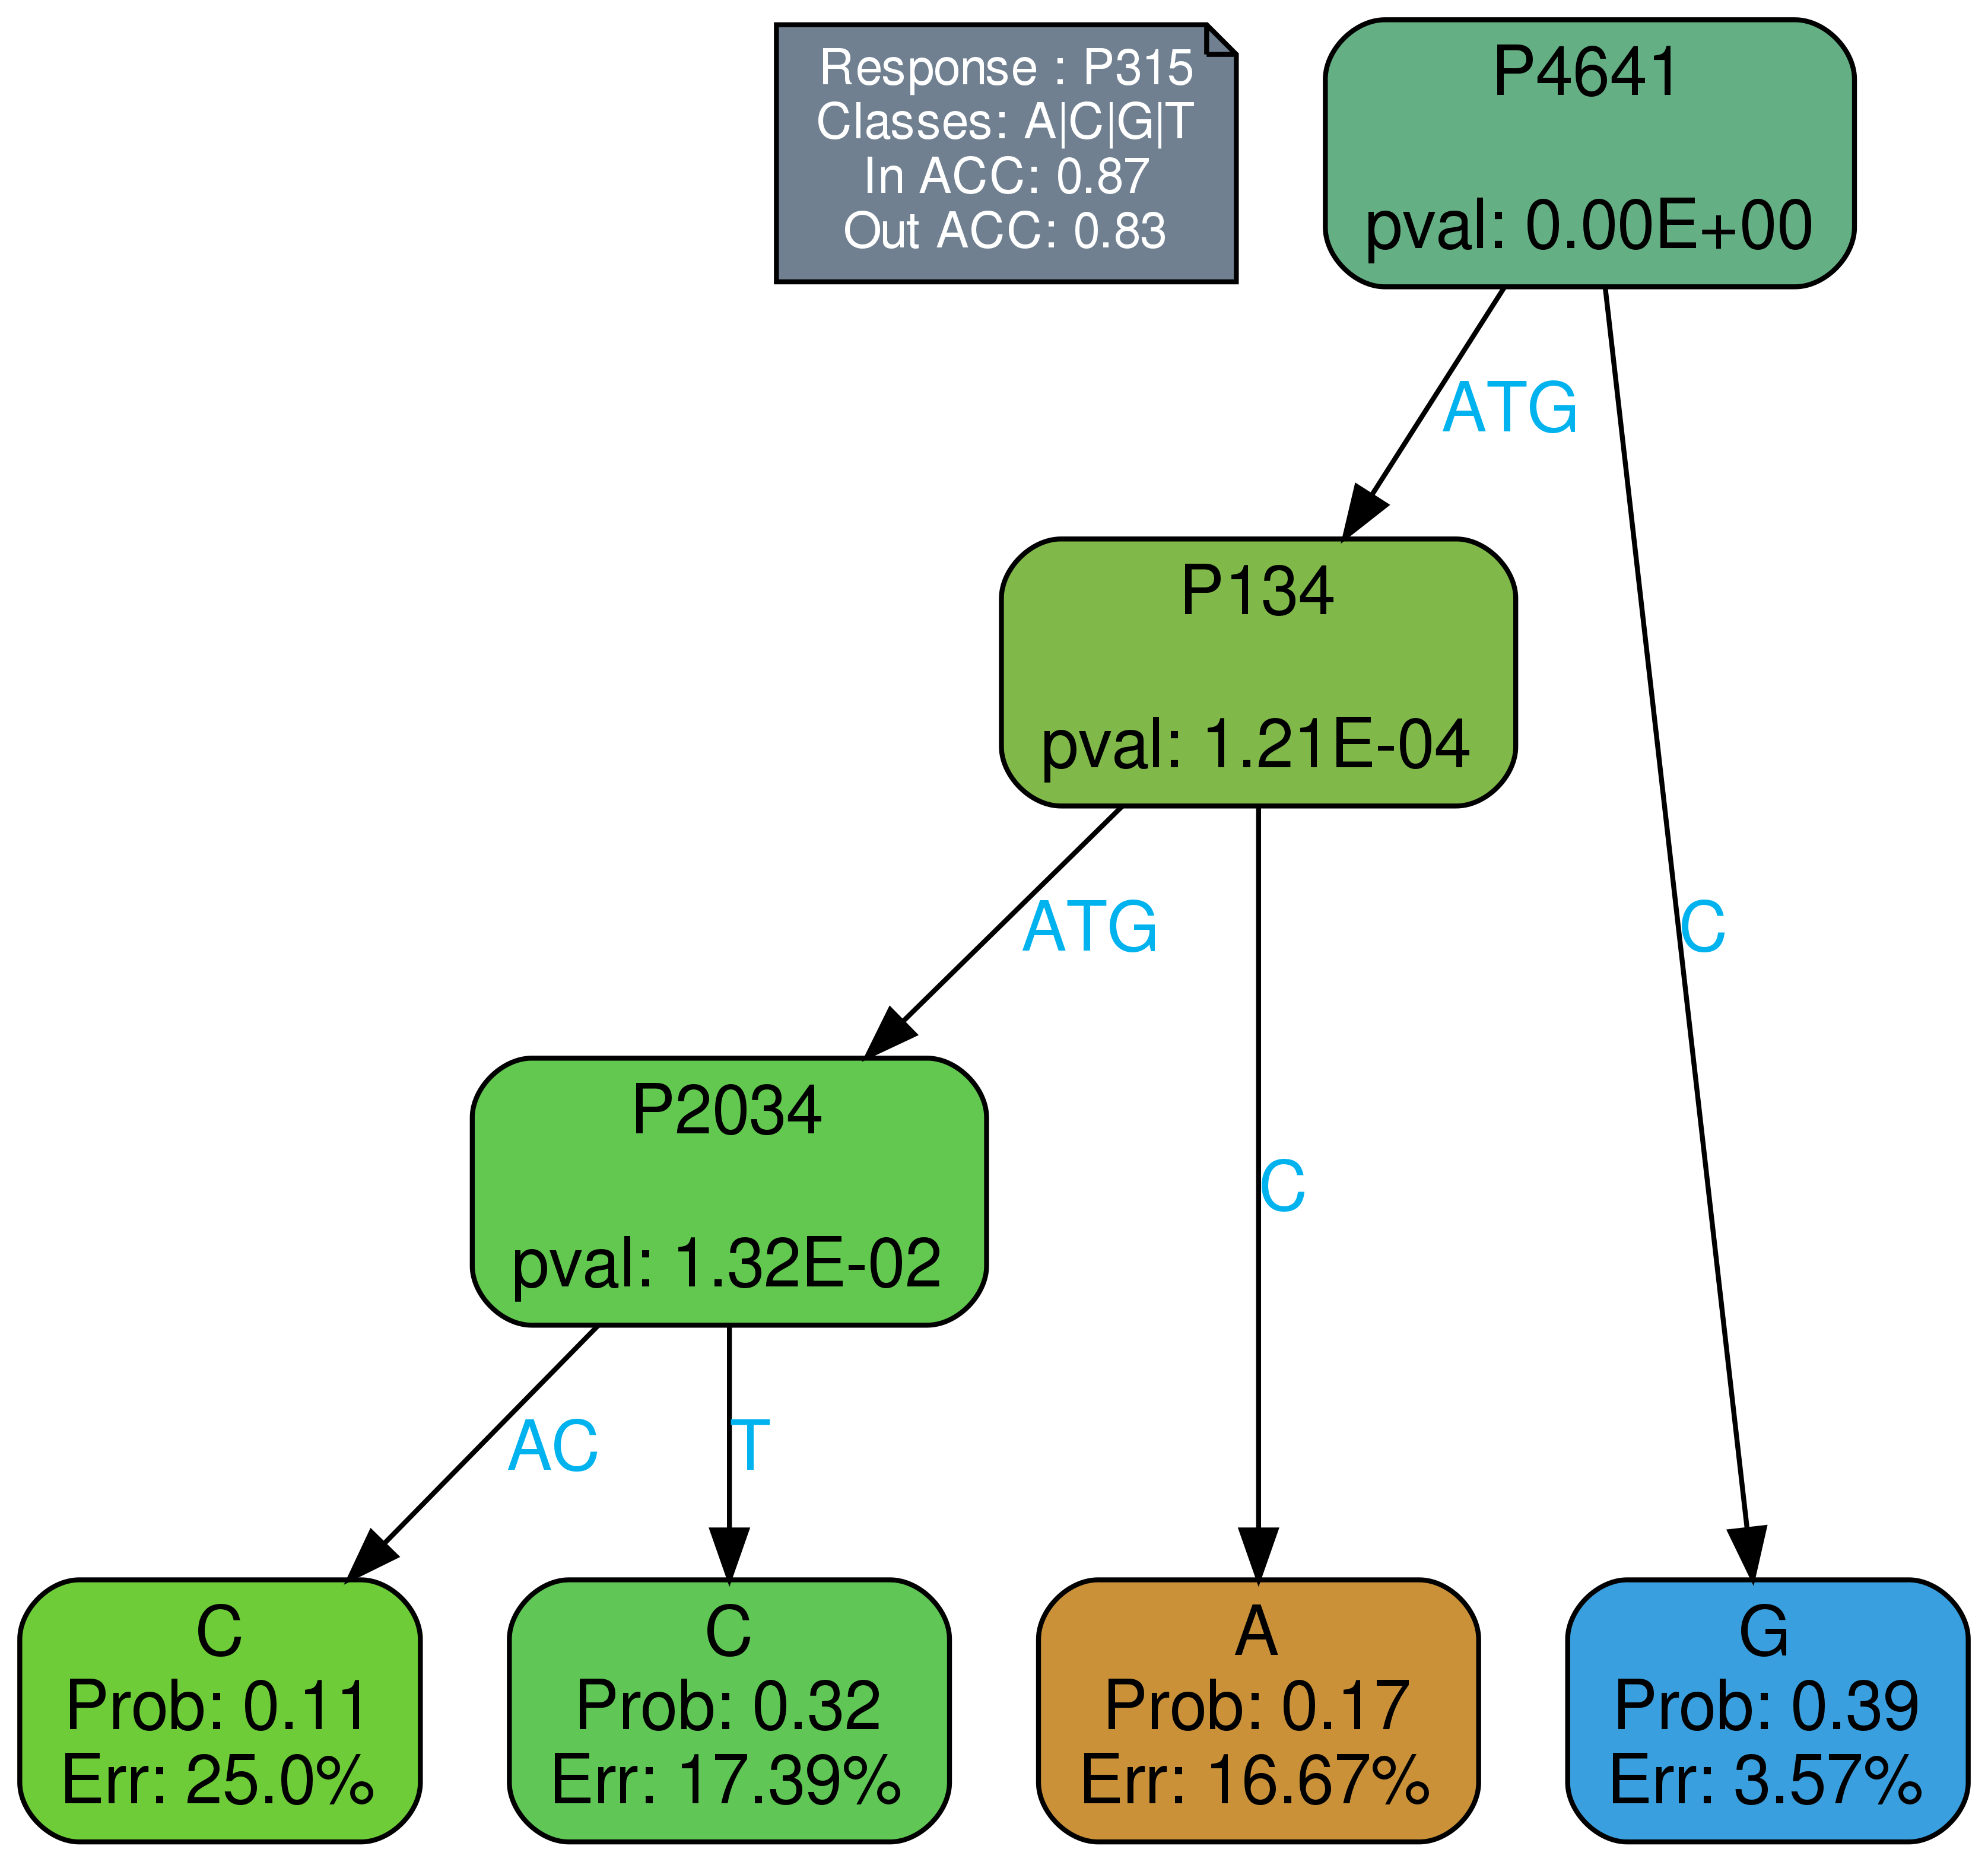 Response : P315
Classes: A|C|G|T
In ACC: 0.87
Out ACC: 0.83
P4641
pval: 0.00E+00
ATG
P134
pval: 1.21E-04
ATG
C
C
P2034
pval: 1.32E-02
AC
T
C
Prob: 0.11
Err: 25.0%
C
Prob: 0.32
Err: 17.39%
A
Prob: 0.17
Err: 16.67%
G
Prob: 0.39
Err: 3.57%